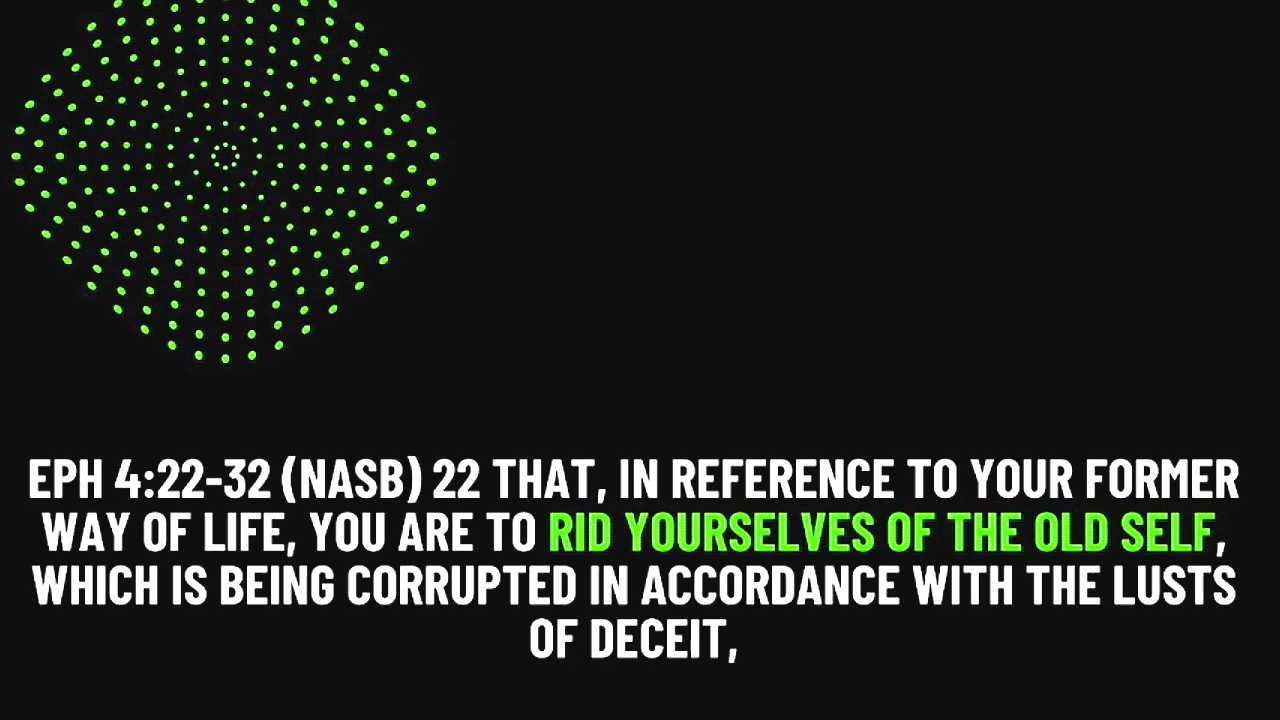 EPH 4:22-32 (NASB) 22 THAT, IN REFERENCE TO YOUR FORMER
WAY OF LIFE, YOU ARE TO RID YOURSELVES OF THE OLD SELF,
WHICH IS BEING CORRUPTED IN ACCORDANCE WITH THE LUSTS
OF DECEIT,